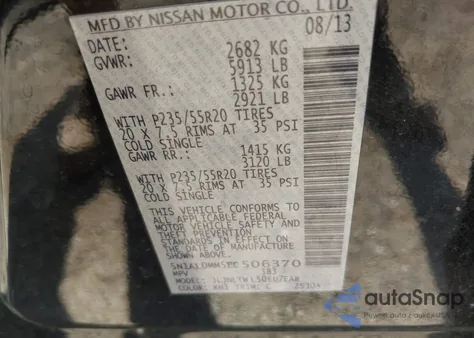 MFD BY NISSAN MOTOR CO., LTD.
08/13
DATE:
GVWR: 2682 KG
5913 LB
GAWR FR.: 1325 KG
2921 LB
WITH P235/55R20 TIRES
20 X 7.5 RIMS AT 35 PSI
COLD SINGLE
GAWR RR.: 1415 KG
3120 LB
WITH P235/55R20 TIRES
20 X 7.5 RIMS AT 35 PSI
COLD SINGLE
THIS VEHICLE CONFORMS TO
ALL APPLICABLE FEDERAL
MOTOR VEHICLE SAFETY AND
THEFT PREVENTION
STANDARDS IN EFFECT ON
THE DATE OF MANUFACTURE
SHOWN ABOVE.
506370
MPV
COLOR: KH3 TRIM: C
autoSnap